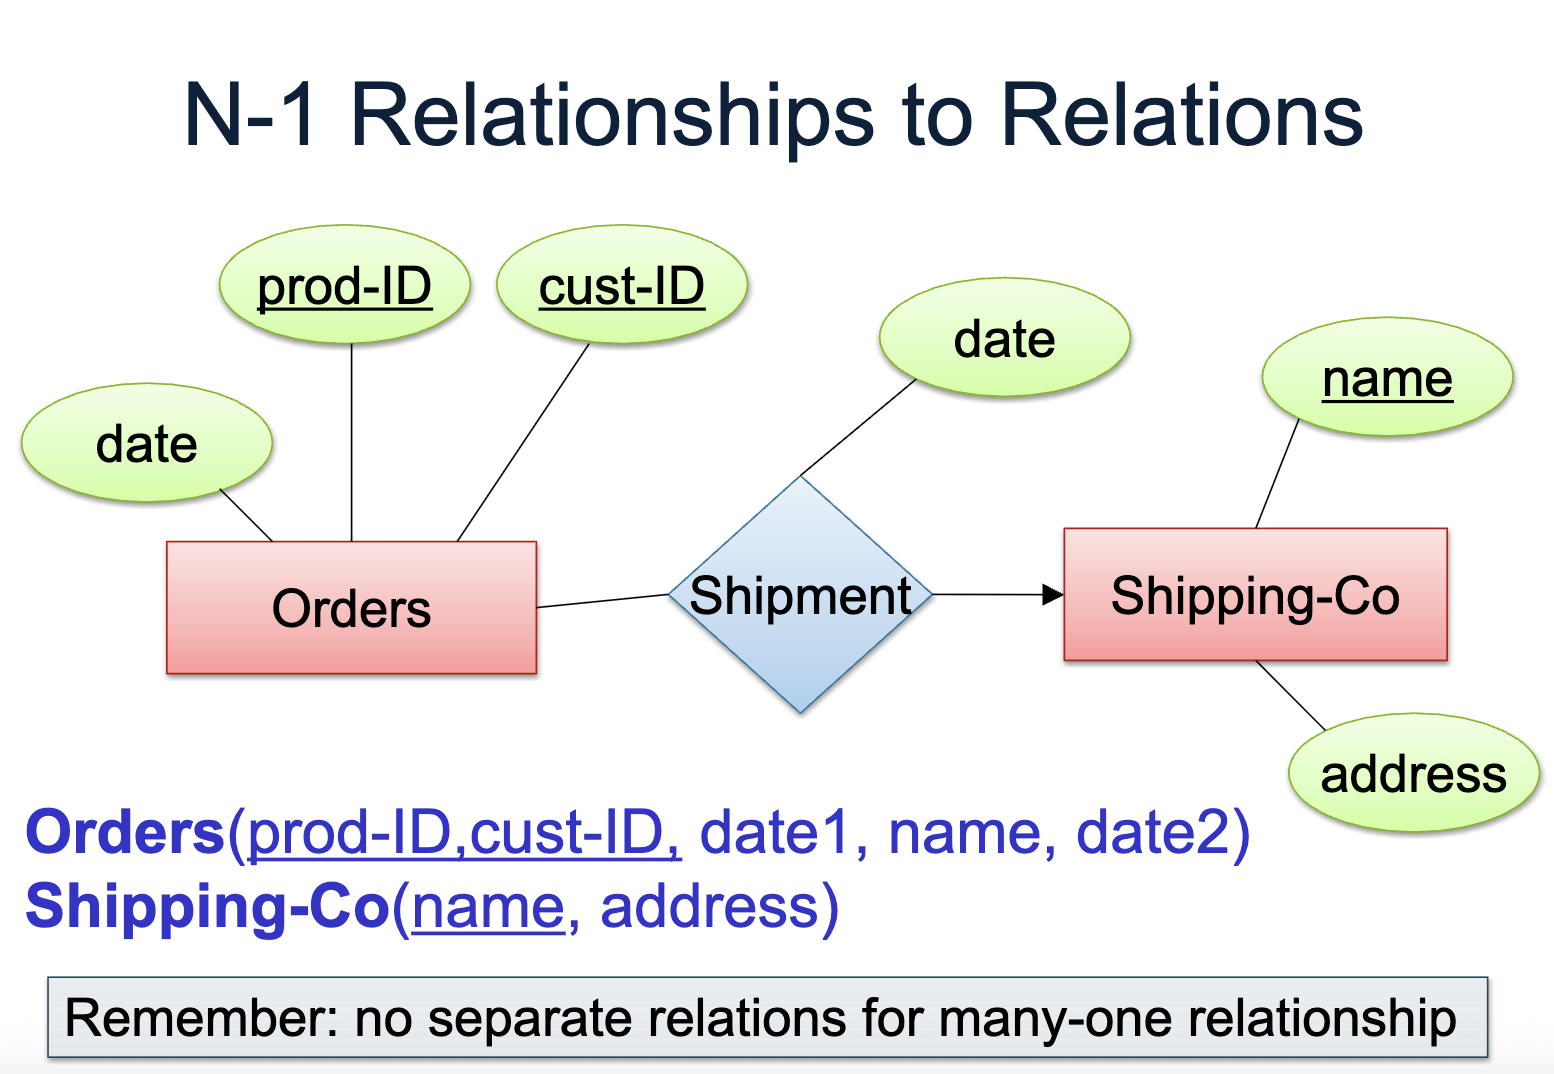 N-1 Relationships to Relations
prod-ID
cust-ID
date
name
date
Orders
Shipment
Shipping-Co
address
Orders(prod-ID,cust-ID, date1, name, date2)
Shipping-Co(name, address)
Remember: no separate relations for many-one relationship